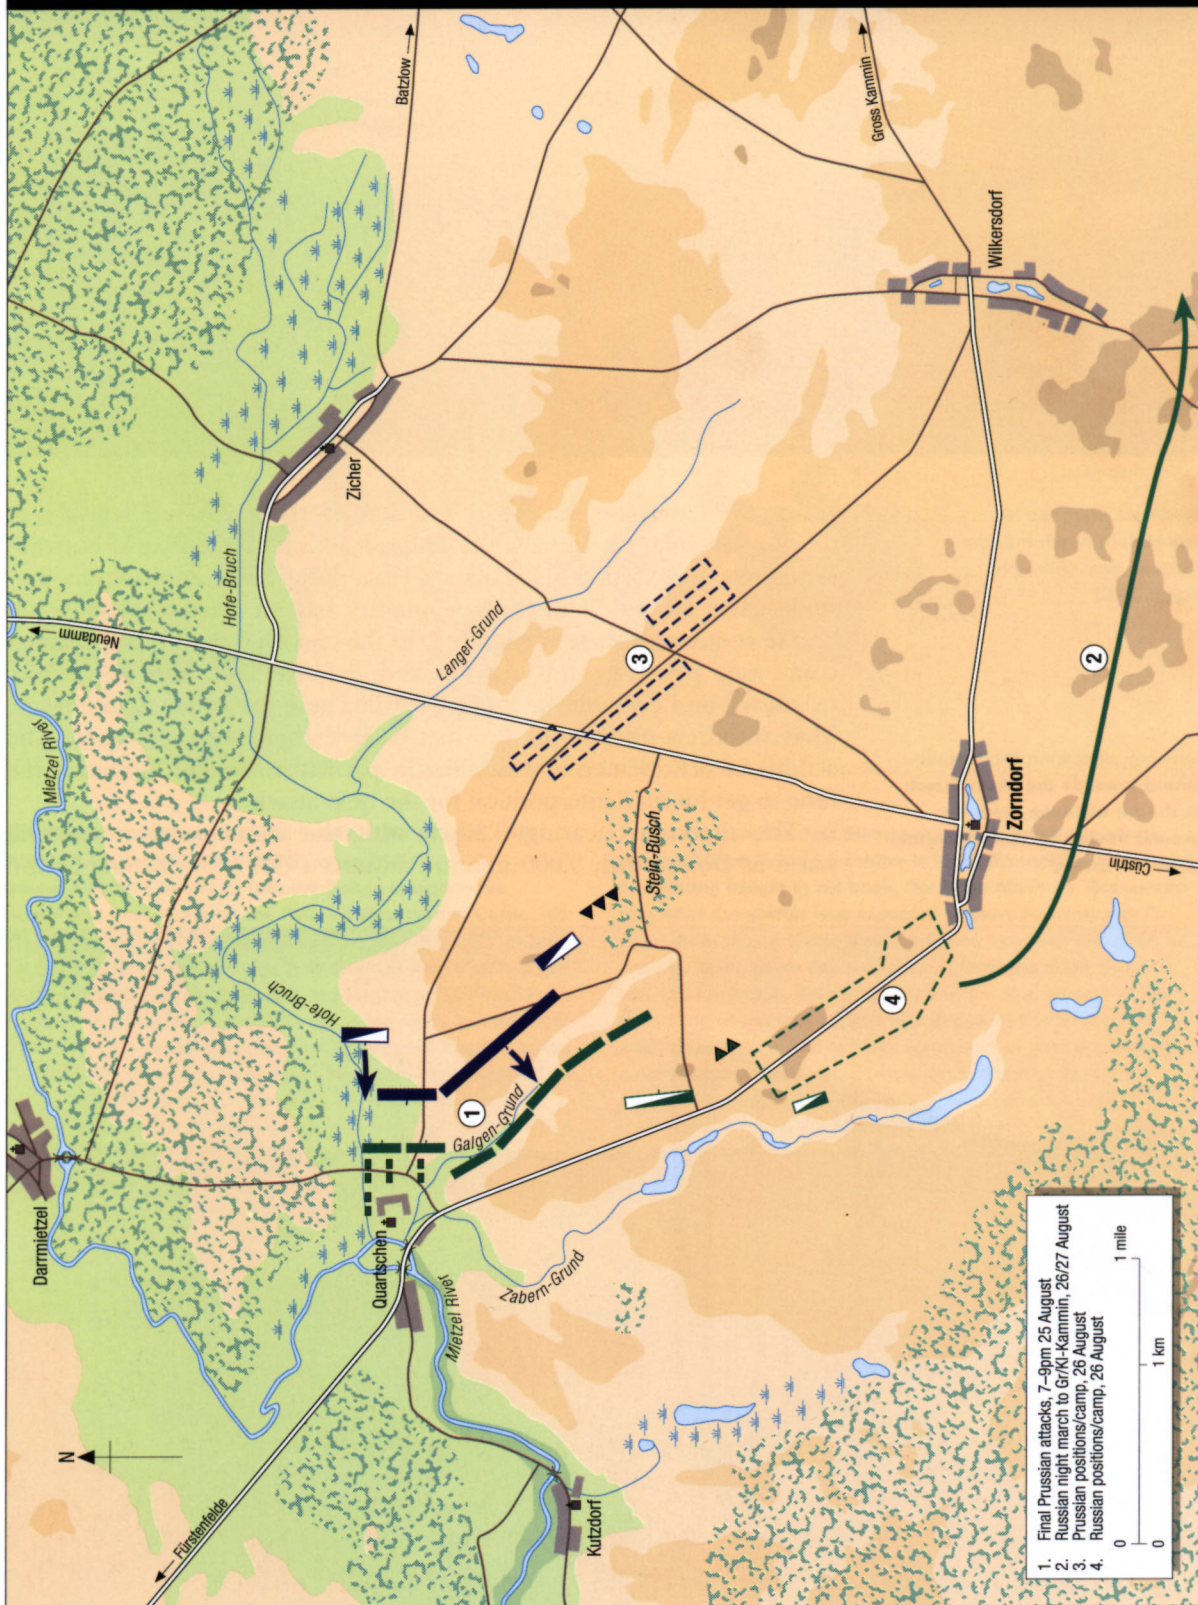 Batzlow
Gross Kammin
Wilkersdorf
Zicher
Hofe-Bruch
Neudamm
Mietzel River
Langer-Grund
3
2
Stein-Busch
Zorndorf
Cüstrin
4
Hofe-Bruch
1
Galgen-Grund
Darrmietzel
Quartschen
Zabern-Grund
Mietzel River
N
Fürstenfelde
Kutzdorf
1. Final Prussian attacks, 7–9pm 25 August
2. Russian night march to Gr/Kl-Kammin, 26/27 August
3. Prussian positions/camp, 26 August
4. Russian positions/camp, 26 August
0 1 mile
0 1 km